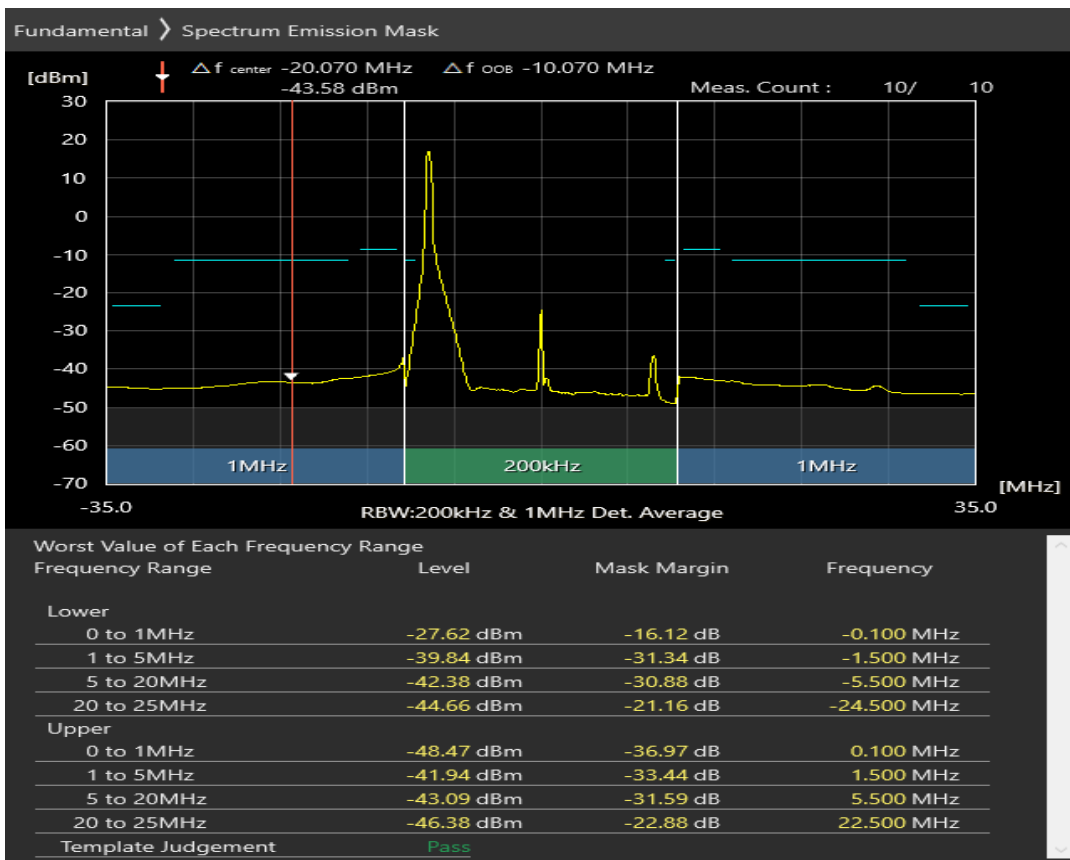 Fundamental ❯ Spectrum Emission Mask
[dBm]
△f center -20.070 MHz △f OOB -10.070 MHz
-43.58 dBm
Meas. Count : 10/ 10
30
20
10
0
-10
-20
-30
-40
-50
-60
-70
1MHz 200kHz 1MHz
[MHz]
-35.0 RBW:200kHz & 1MHz Det. Average 35.0
Worst Value of Each Frequency Range
Frequency Range Level Mask Margin Frequency
Lower
0 to 1MHz -27.62 dBm -16.12 dB -0.100 MHz
1 to 5MHz -39.84 dBm -31.34 dB -1.500 MHz
5 to 20MHz -42.38 dBm -30.88 dB -5.500 MHz
20 to 25MHz -44.66 dBm -21.16 dB -24.500 MHz
Upper
0 to 1MHz -48.47 dBm -36.97 dB 0.100 MHz
1 to 5MHz -41.94 dBm -33.44 dB 1.500 MHz
5 to 20MHz -43.09 dBm -31.59 dB 5.500 MHz
20 to 25MHz -46.38 dBm -22.88 dB 22.500 MHz
Template Judgement Pass